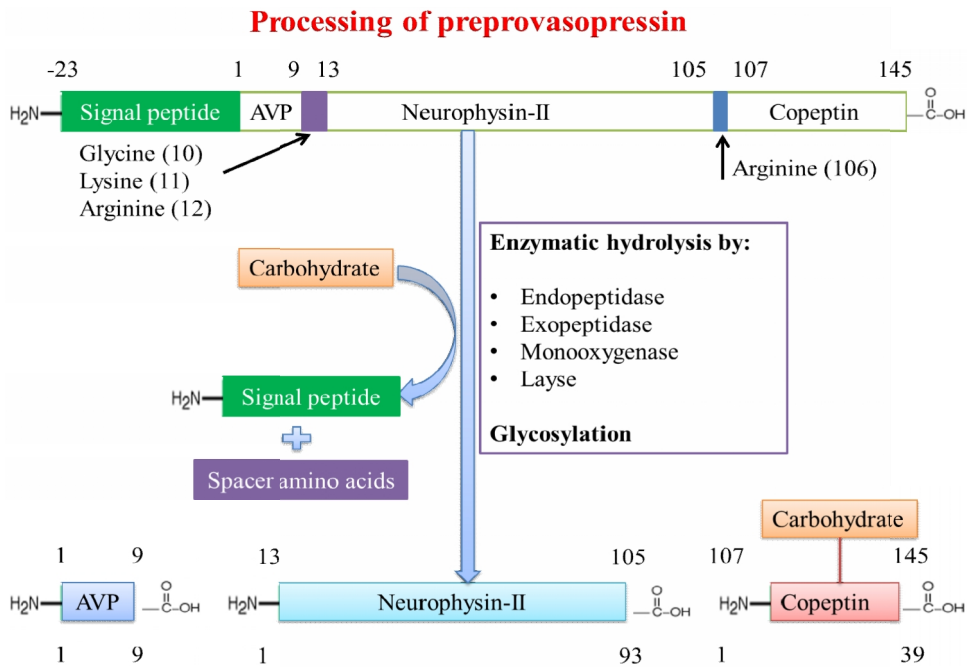 Processing of preprovasopressin
-23 1 9 13 105 107 145
H₂N Signal peptide AVP Neurophysin-II Copeptin O C OH
Glycine (10)
Lysine (11)
Arginine (12)
Arginine (106)
Enzymatic hydrolysis by:
• Endopeptidase
• Exopeptidase
• Monooxygenase
• Layse
Glycosylation
Carbohydrate
H₂N Signal peptide
Spacer amino acids
Carbohydrate
1 9 13 105 107 145
H₂N AVP O C OH H₂N Neurophysin-II O C OH H₂N Copeptin O C OH
1 9 1 93 1 39